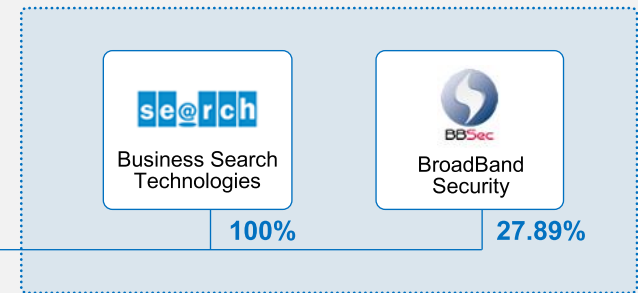 se@rch
BBSec
Business Search
Technologies
BroadBand
Security
100%
27.89%